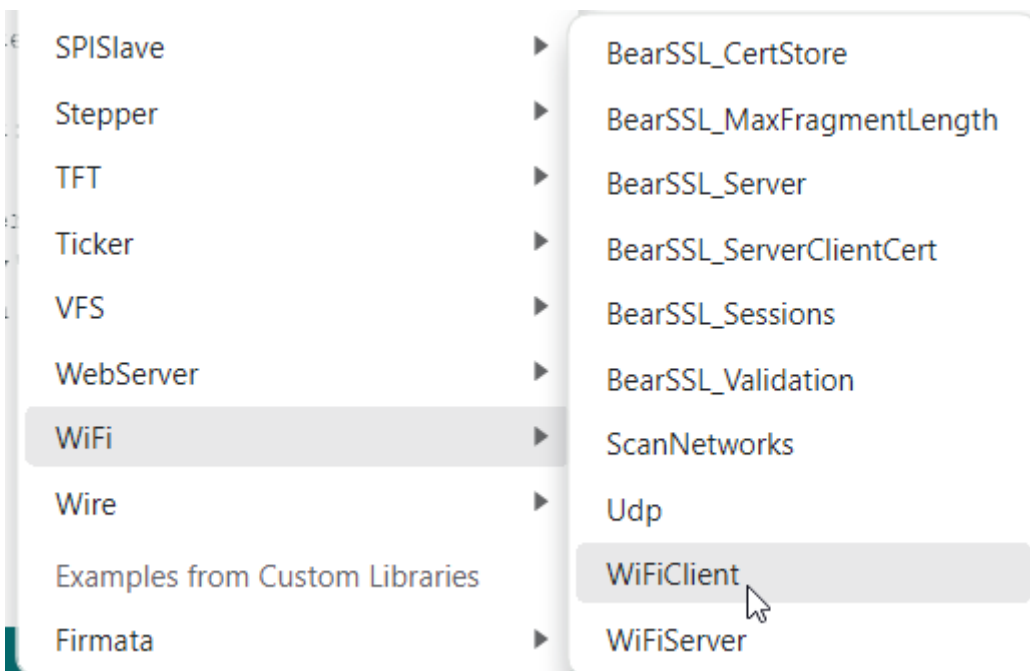 SPISlave
Stepper
TFT
Ticker
VFS
WebServer
WiFi
Wire
Examples from Custom Libraries
Firmata
BearSSL_CertStore
BearSSL_MaxFragmentLength
BearSSL_Server
BearSSL_ServerClientCert
BearSSL_Sessions
BearSSL_Validation
ScanNetworks
Udp
WiFiClient
WiFiServer